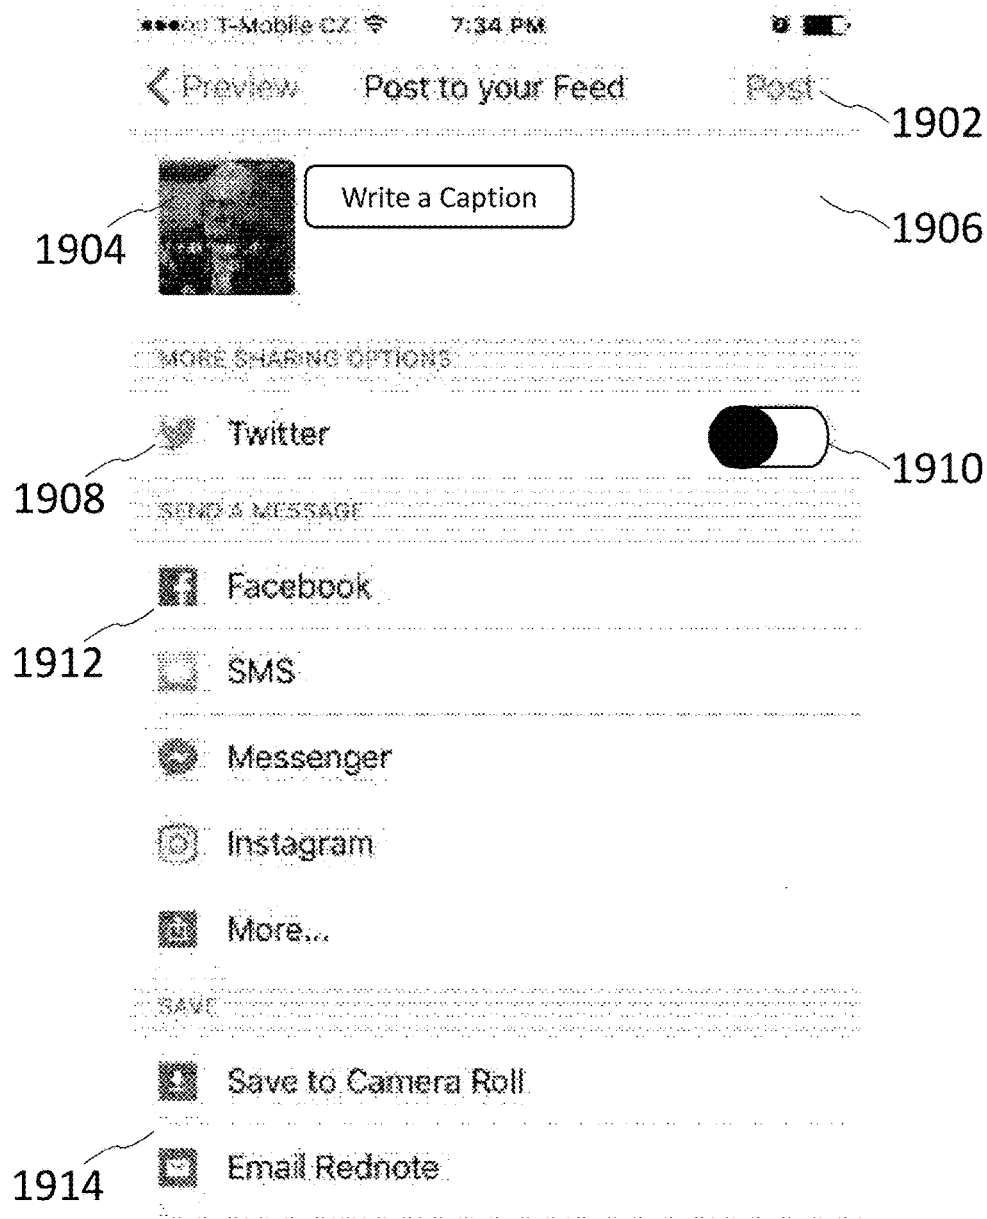 T-Mobile CZ 7:34 PM
Preview Post to your Feed Post
1902
Write a Caption
1906
1904
MORE SHARING OPTIONS
Twitter
1910
1908
SEND A MESSAGE
Facebook
1912
SMS
Messenger
Instagram
More...
SAVE
Save to Camera Roll
Email Rednote
1914